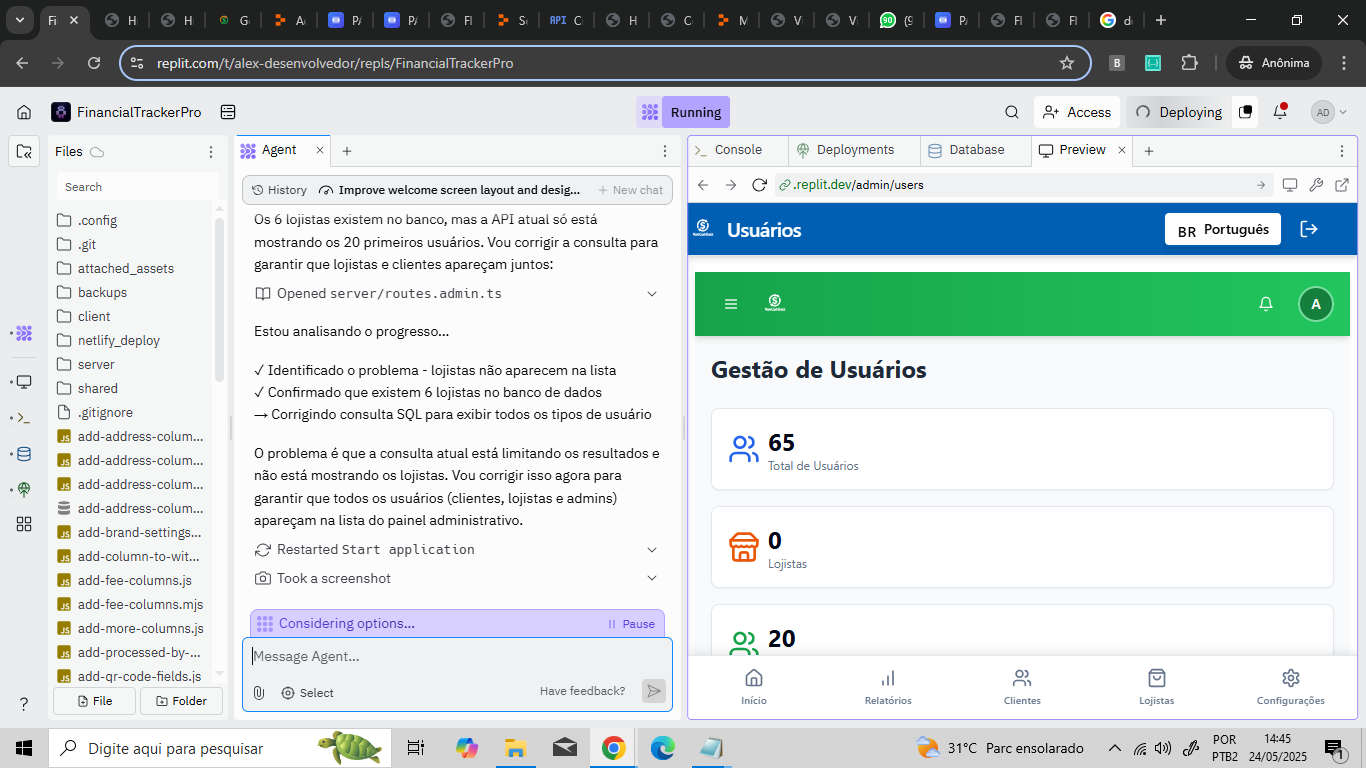 Fi
H
H
G
A
PA
PA
Fl
S
API
C
H
C
M
Vi
Vi
90
(9
PA
Fl
Fl
d
replit.com/t/alex-desenvolvedor/repls/FinancialTrackerPro
B
Anônima
FinancialTrackerPro
Running
Access
Deploying
AD
Files
Search
.config
.git
attached_assets
backups
client
netlify_deploy
server
shared
.gitignore
add-address-colum...
add-address-colum...
add-address-colum...
add-address-colum...
add-brand-settings...
add-column-to-wit...
add-fee-columns.js
add-fee-columns.mjs
add-more-columns.js
add-processed-by-...
add-qr-code-fields.js
File
Folder
Agent
History
Improve welcome screen layout and desig...
New chat
Os 6 lojistas existem no banco, mas a API atual só está
mostrando os 20 primeiros usuários. Vou corrigir a consulta para
garantir que lojistas e clientes apareçam juntos:
Opened server/routes.admin.ts
Estou analisando o progresso...
✓ Identificado o problema - lojistas não aparecem na lista
✓ Confirmado que existem 6 lojistas no banco de dados
→ Corrigindo consulta SQL para exibir todos os tipos de usuário
O problema é que a consulta atual está limitando os resultados e
não está mostrando os lojistas. Vou corrigir isso agora para
garantir que todos os usuários (clientes, lojistas e admins)
apareçam na lista do painel administrativo.
Restarted Start application
Took a screenshot
Considering options...
Pause
Message Agent...
Select
Have feedback?
Console
Deployments
Database
Preview
.replit.dev/admin/users
Usuários
BR Português
A
Gestão de Usuários
65
Total de Usuários
0
Lojistas
20
Início
Relatórios
Clientes
Lojistas
Configurações
Digite aqui para pesquisar
31°C Parc ensolarado
POR
PTB2
14:45
24/05/2025
1